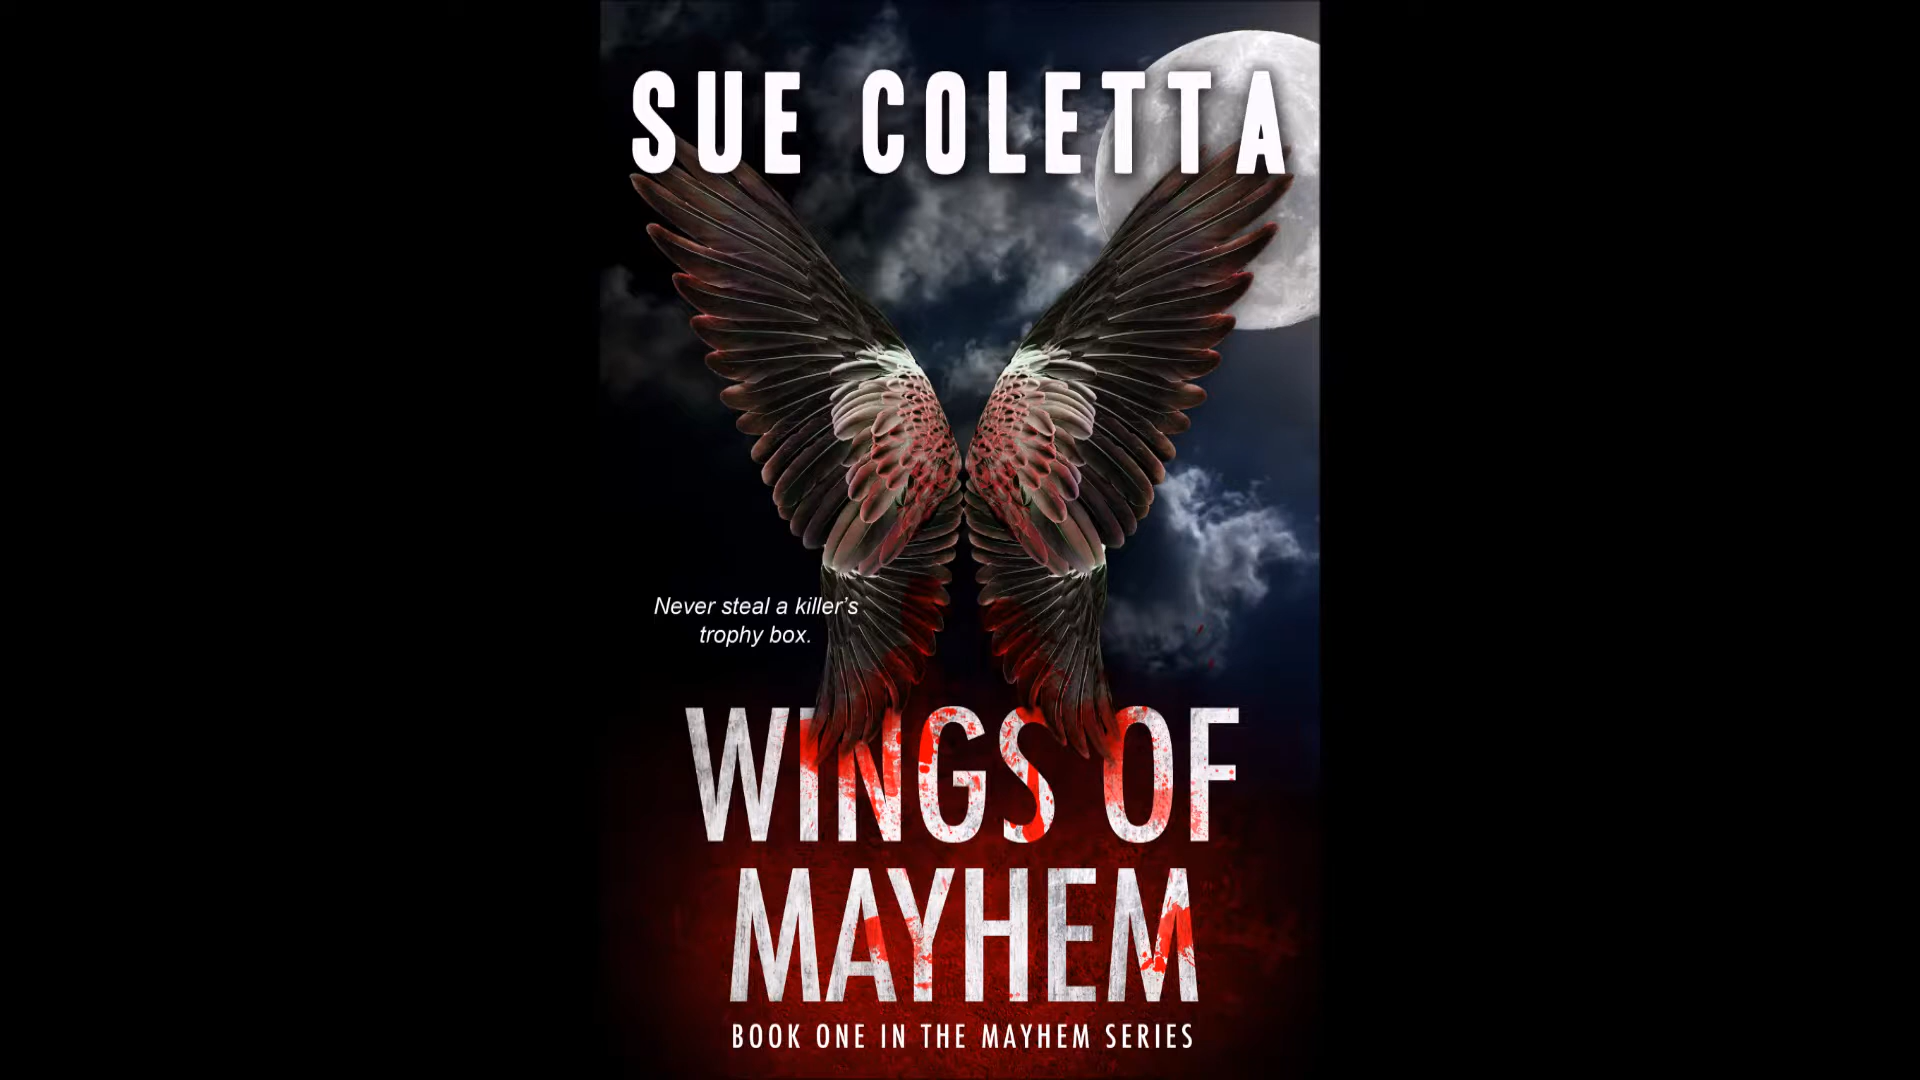 SUE COLETTA
Never steal a killer’s
trophy box.
WINGS OF
MAYHEM
BOOK ONE IN THE MAYHEM SERIES